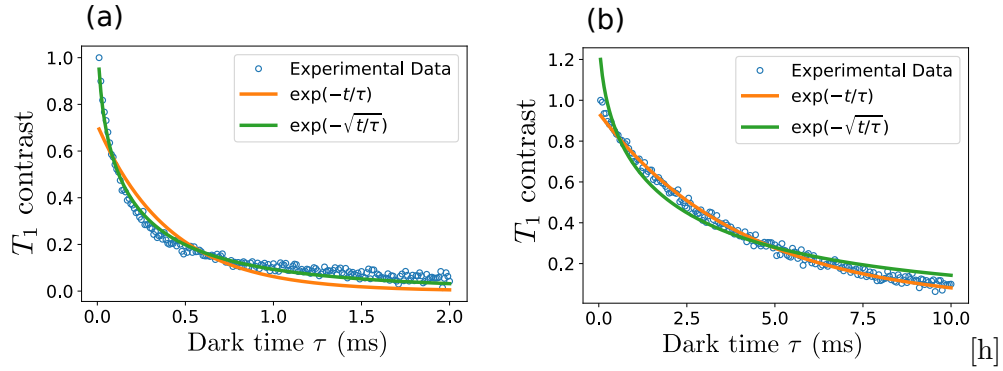 (a)
1.0
0.8
0.6
0.4
0.2
0.0
T₁ contrast
Experimental Data
exp(−t/τ)
exp(−√t/τ)
0.0 0.5 1.0 1.5 2.0
Dark time τ (ms)
(b)
1.2
1.0
0.8
0.6
0.4
0.2
T₁ contrast
Experimental Data
exp(−t/τ)
exp(−√t/τ)
0.0 2.5 5.0 7.5 10.0
Dark time τ (ms)
[h]